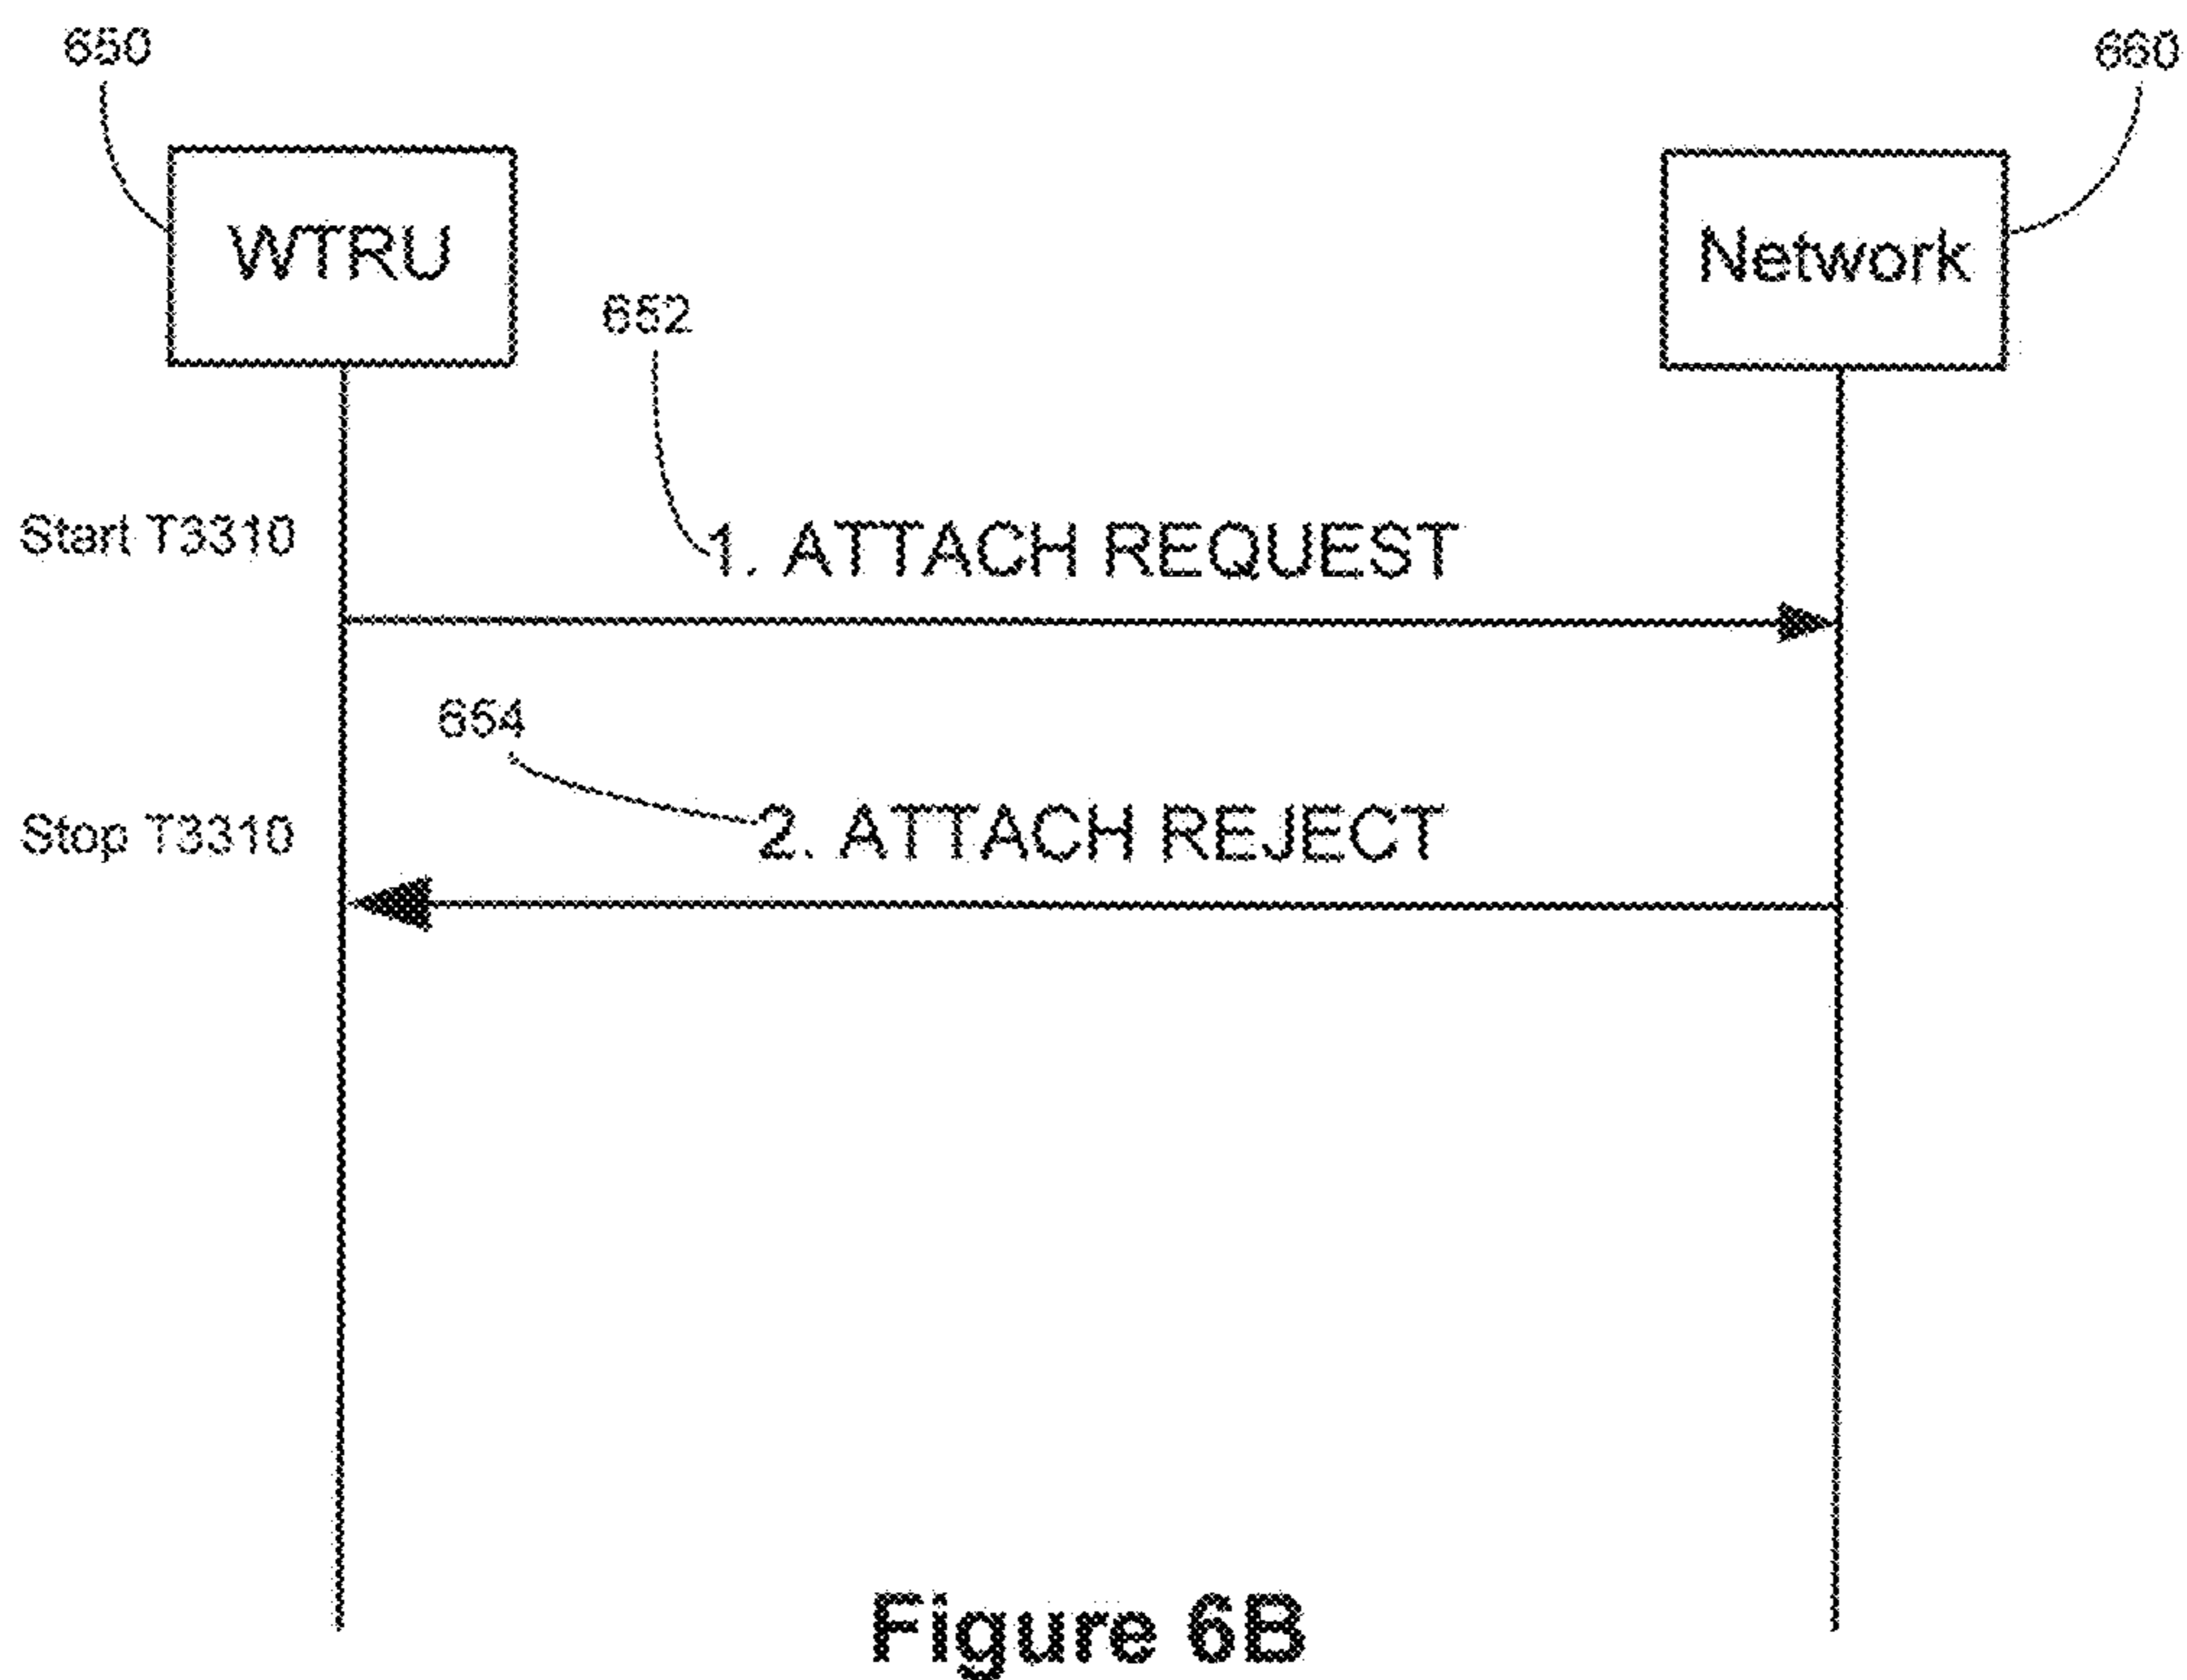 650
660
WTRU
Network
652
Start T3310
1. ATTACH REQUEST
654
Stop T3310
2. ATTACH REJECT
Figure 6B